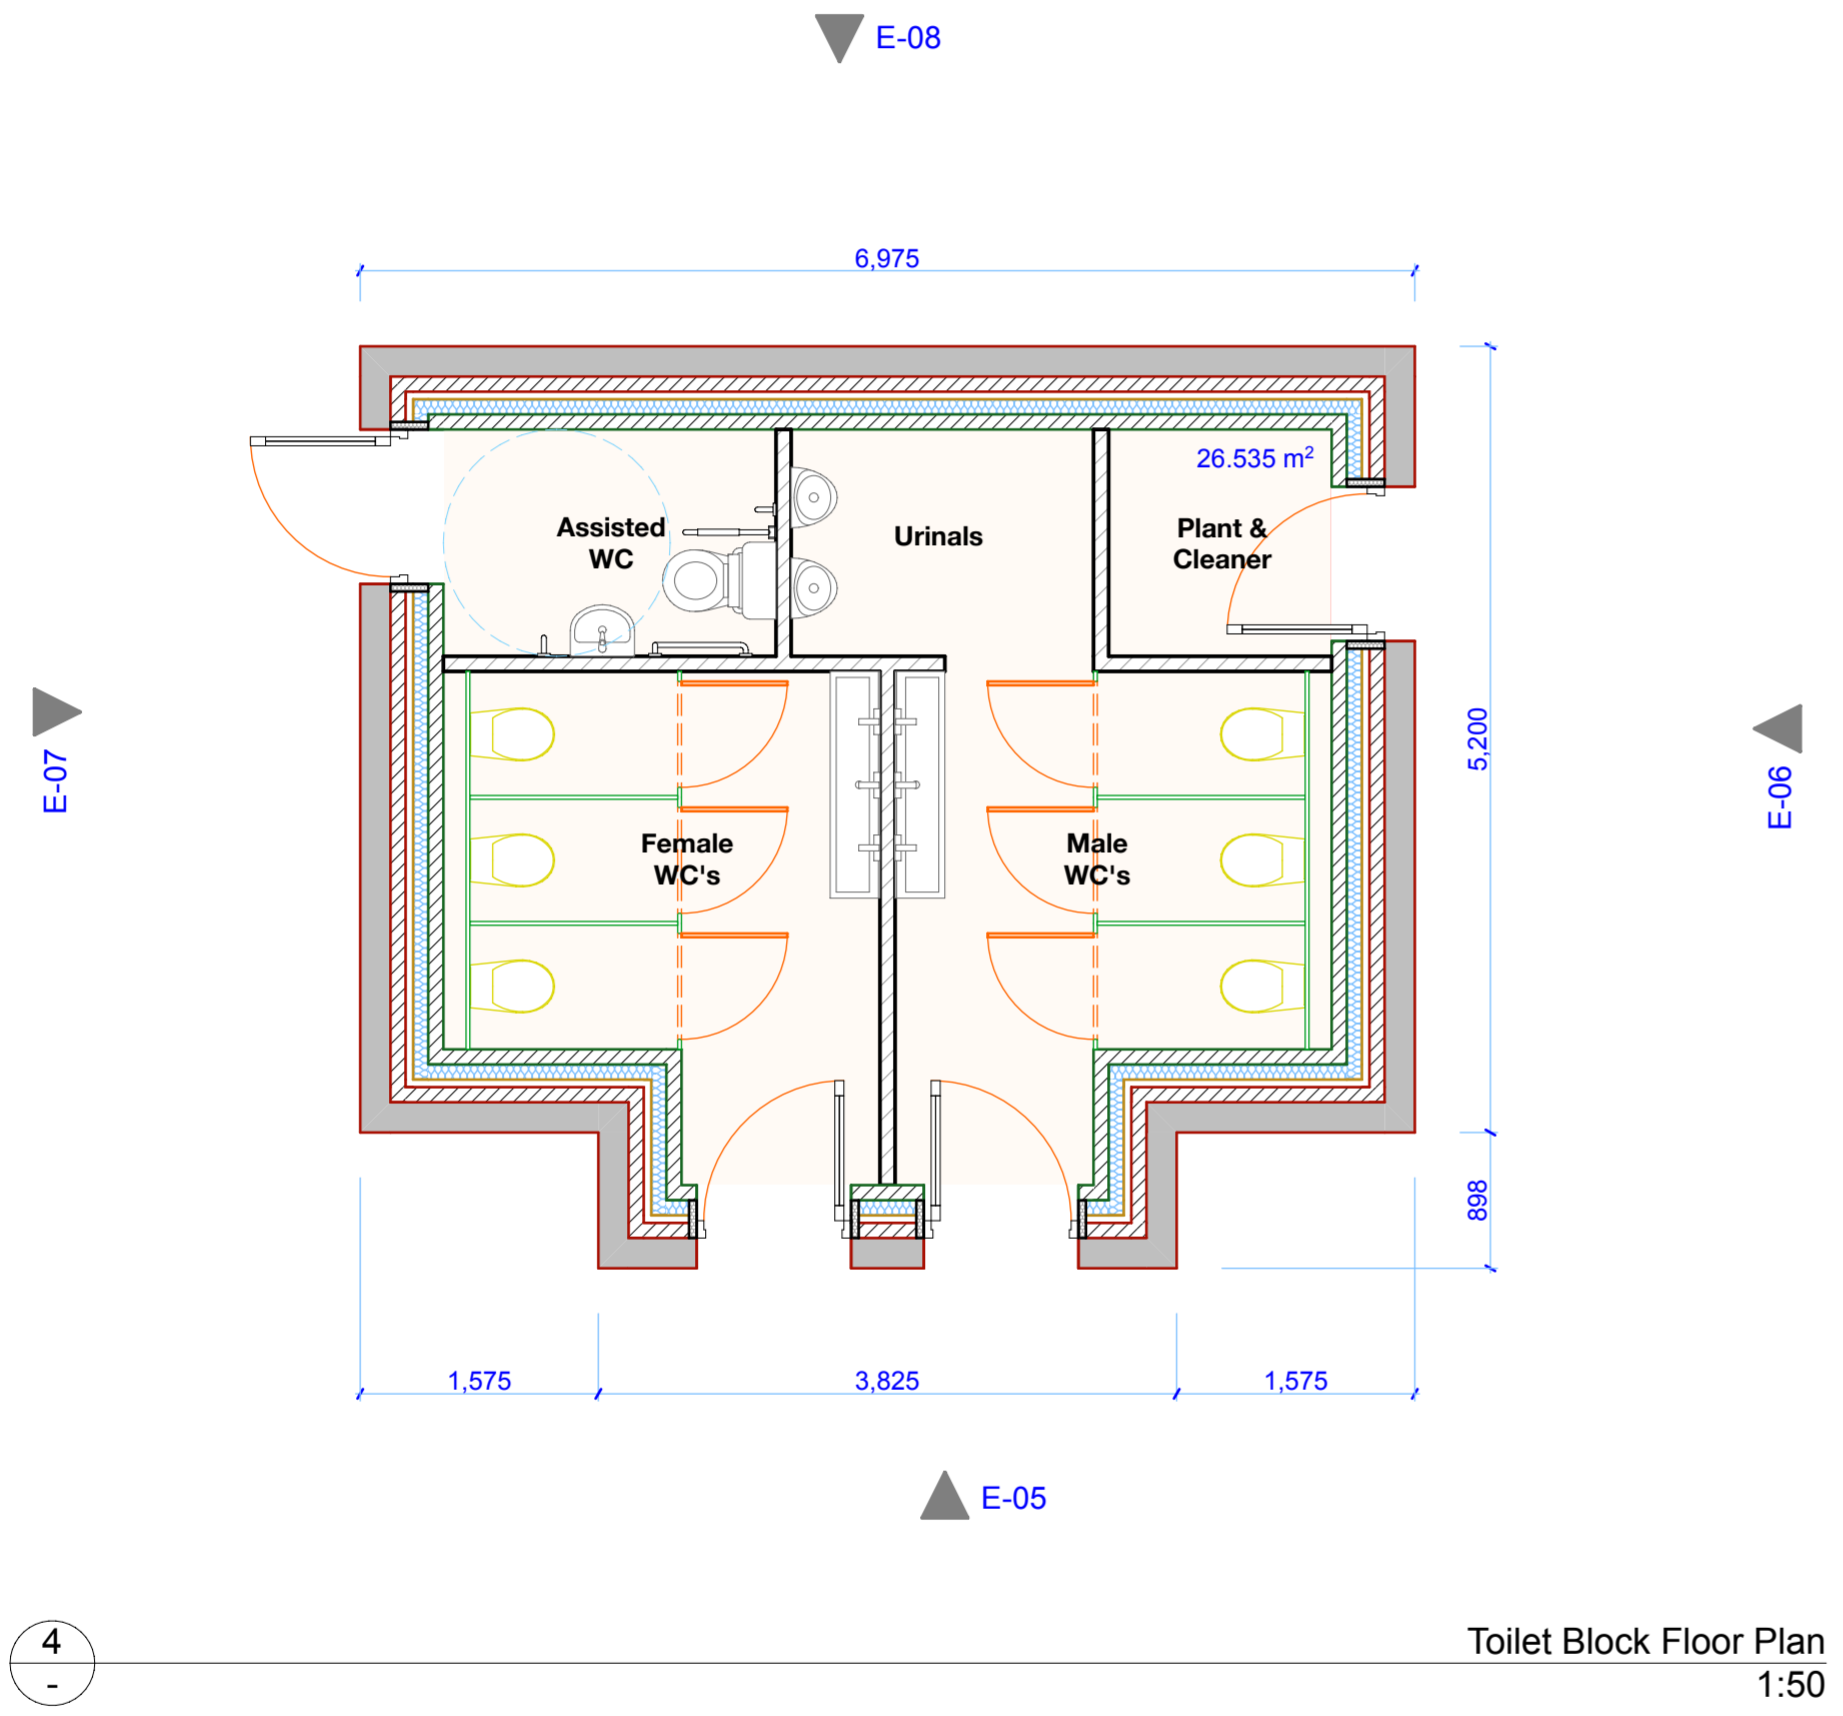 E-08
6,975
26.535 m²
Assisted
WC
Urinals
Plant &
Cleaner
E-07
5,200
E-06
Female
WC's
Male
WC's
898
1,575
3,825
1,575
E-05
4
-
Toilet Block Floor Plan
1:50